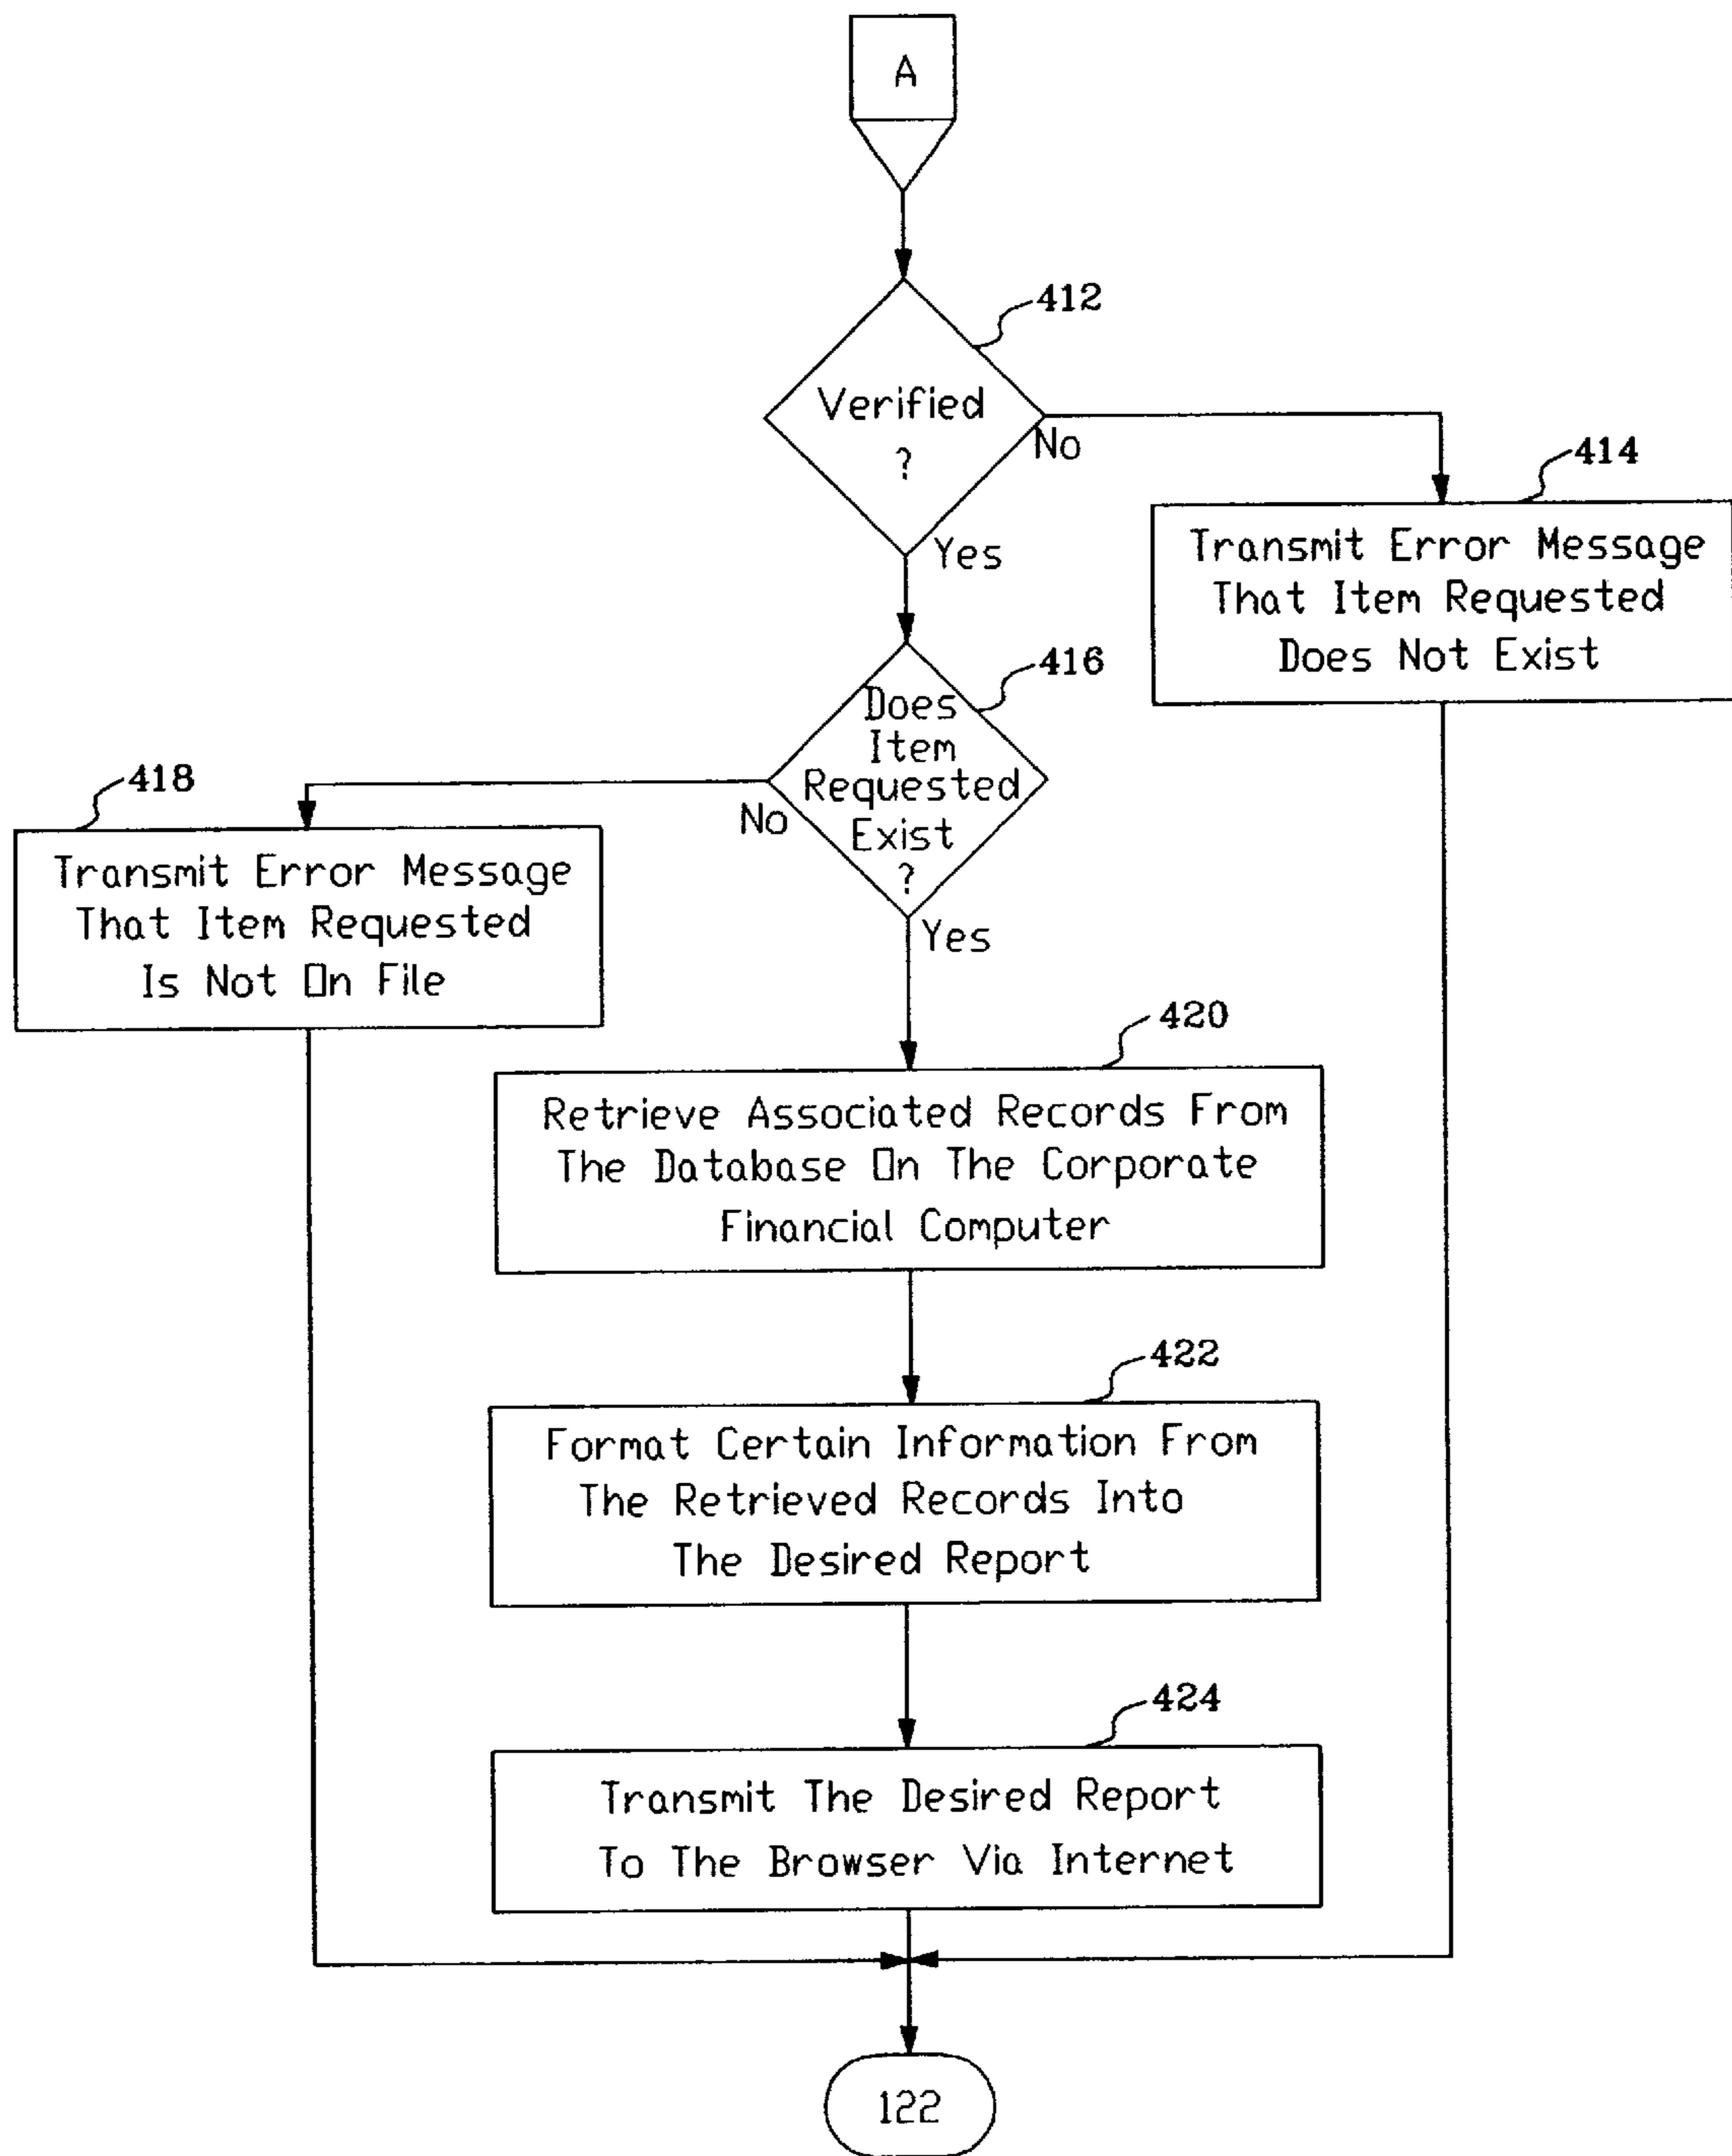 A
412
Verified
?
No
Yes
414
Transmit Error Message
That Item Requested
Does Not Exist
416
Does
Item
Requested
Exist
?
No
Yes
418
Transmit Error Message
That Item Requested
Is Not On File
420
Retrieve Associated Records From
The Database On The Corporate
Financial Computer
422
Format Certain Information From
The Retrieved Records Into
The Desired Report
424
Transmit The Desired Report
To The Browser Via Internet
122